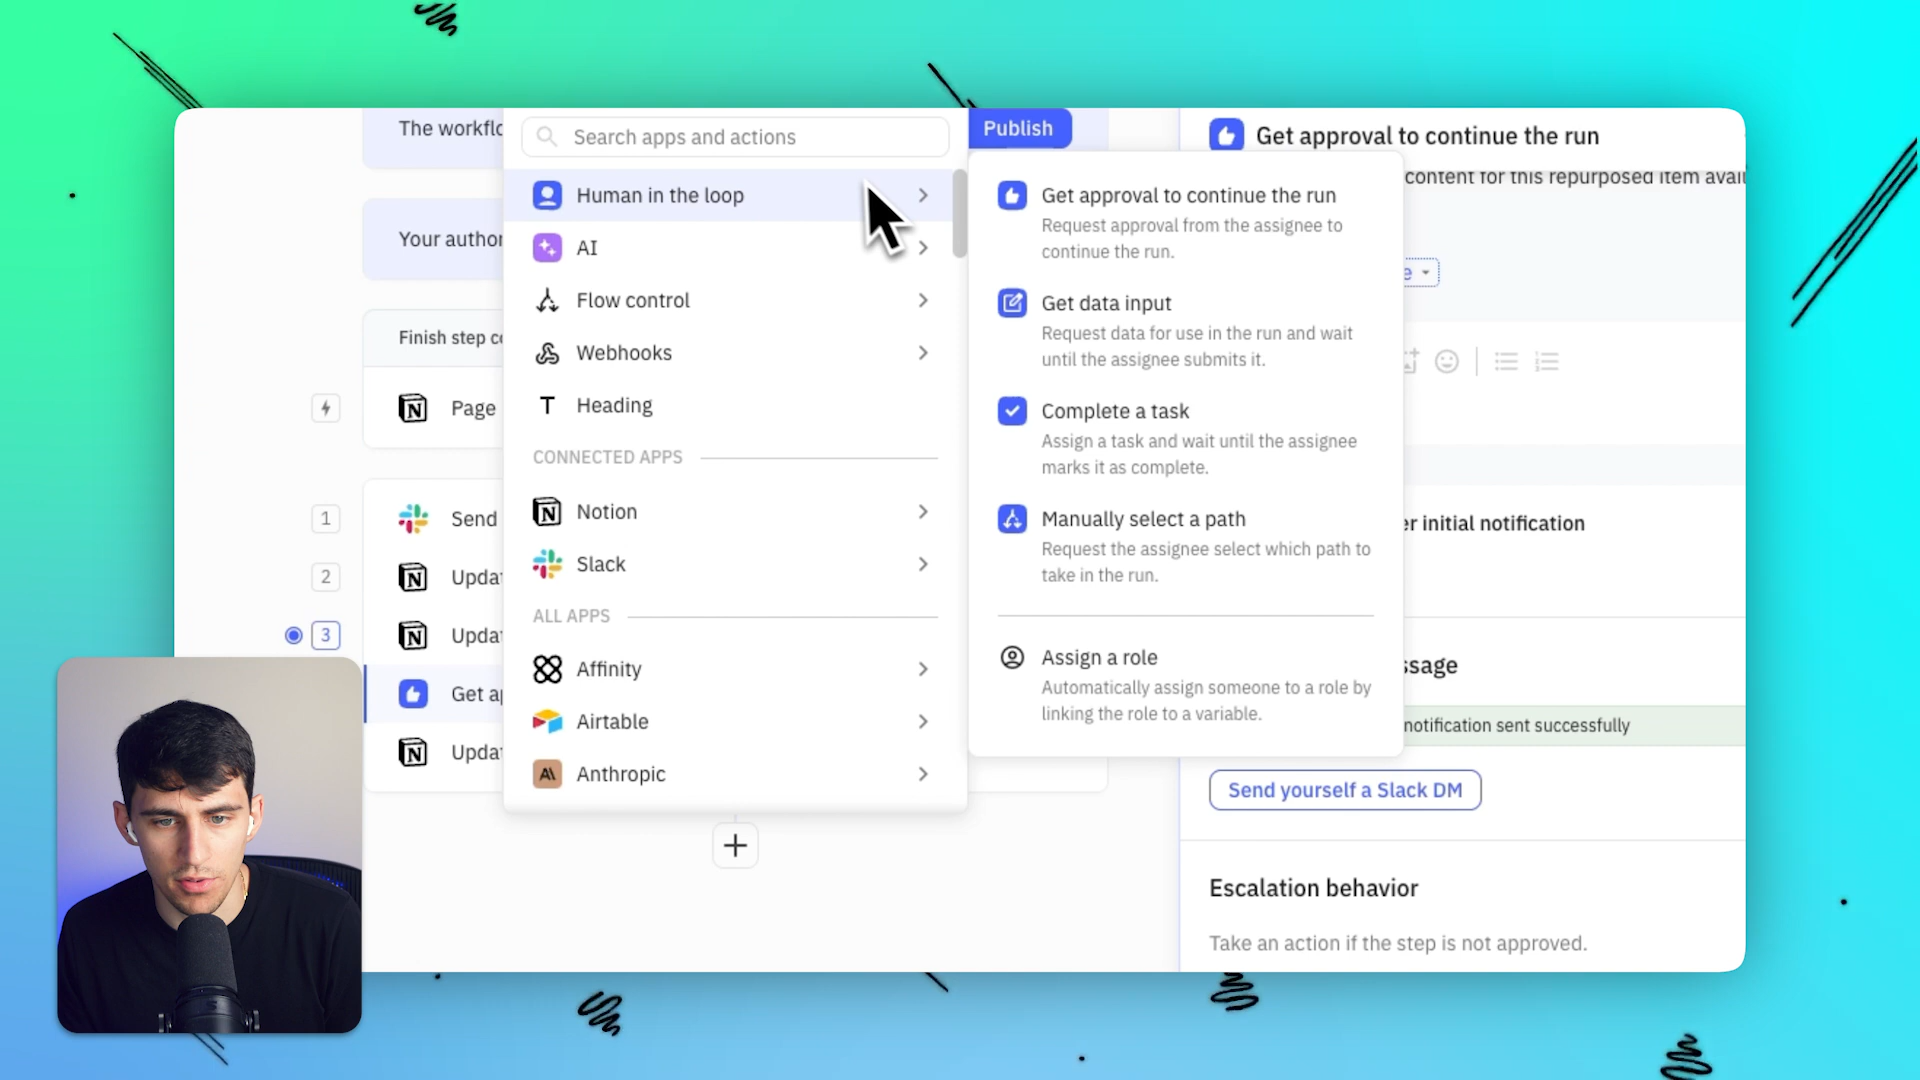 The workflo
Search apps and actions
Publish
Get approval to continue the run
content for this repurposed item avail
Human in the loop
Get approval to continue the run
Request approval from the assignee to
continue the run.
Your author
AI
e
Flow control
Get data input
Request data for use in the run and wait
until the assignee submits it.
Finish step co
Webhooks
Page
Heading
Complete a task
Assign a task and wait until the assignee
marks it as complete.
CONNECTED APPS
1
Send
Notion
Manually select a path
Request the assignee select which path to
take in the run.
er initial notification
2
Updat
Slack
ALL APPS
3
Updat
Affinity
Assign a role
Automatically assign someone to a role by
linking the role to a variable.
ssage
Get ap
Airtable
notification sent successfully
Updat
Anthropic
Send yourself a Slack DM
Escalation behavior
Take an action if the step is not approved.